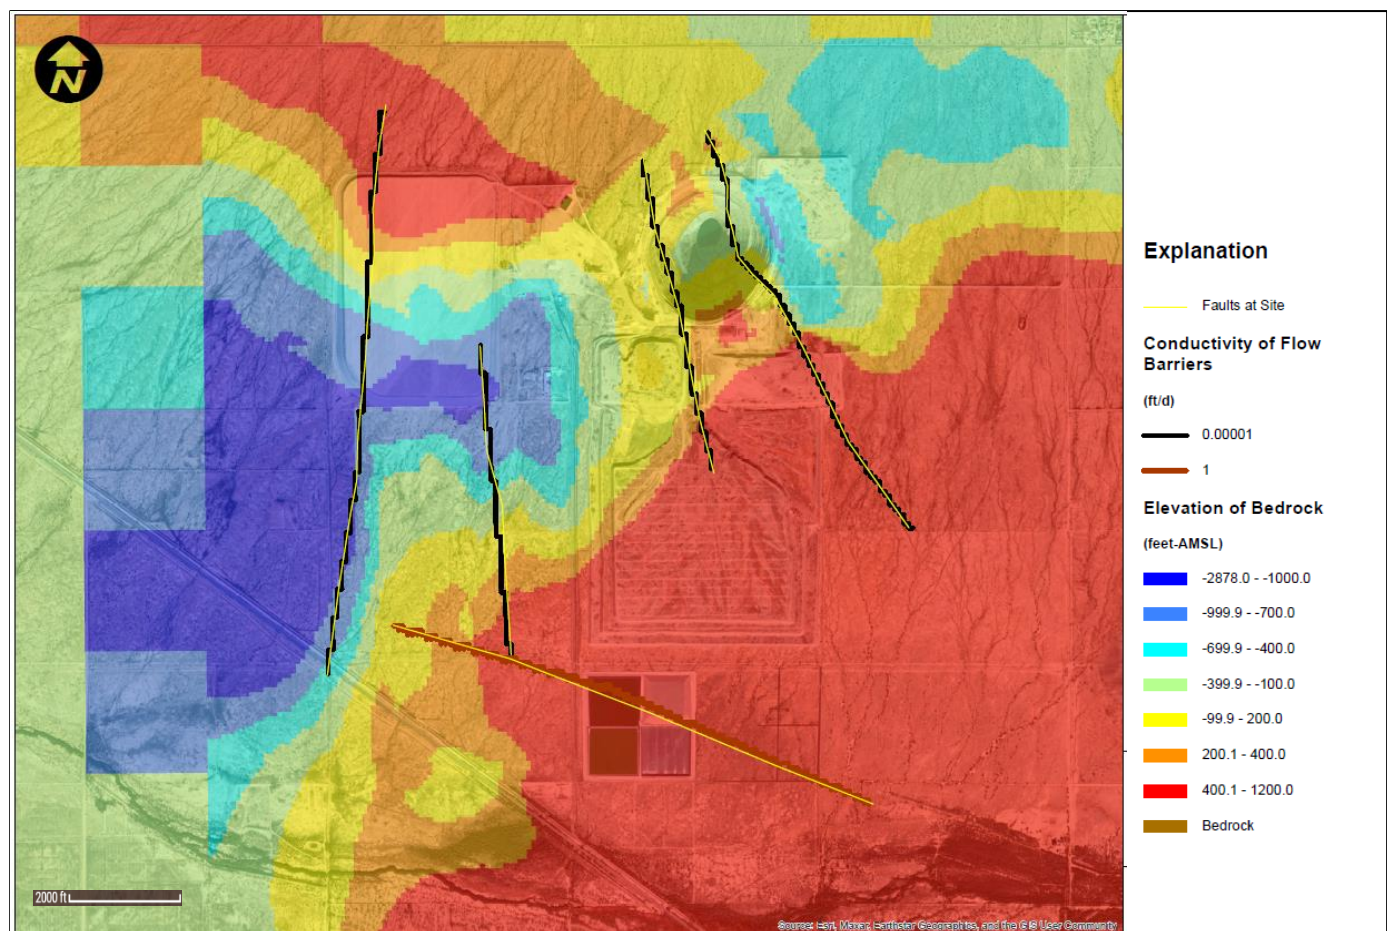 N
Explanation
Faults at Site
Conductivity of Flow
Barriers
(ft/d)
0.00001
1
Elevation of Bedrock
(feet-AMSL)
-2878.0 - -1000.0
-999.9 - -700.0
-699.9 - -400.0
-399.9 - -100.0
-99.9 - 200.0
200.1 - 400.0
400.1 - 1200.0
Bedrock
2000 ft
Source: Esri, Maxar, Earthstar Geographics, and the GIS User Community